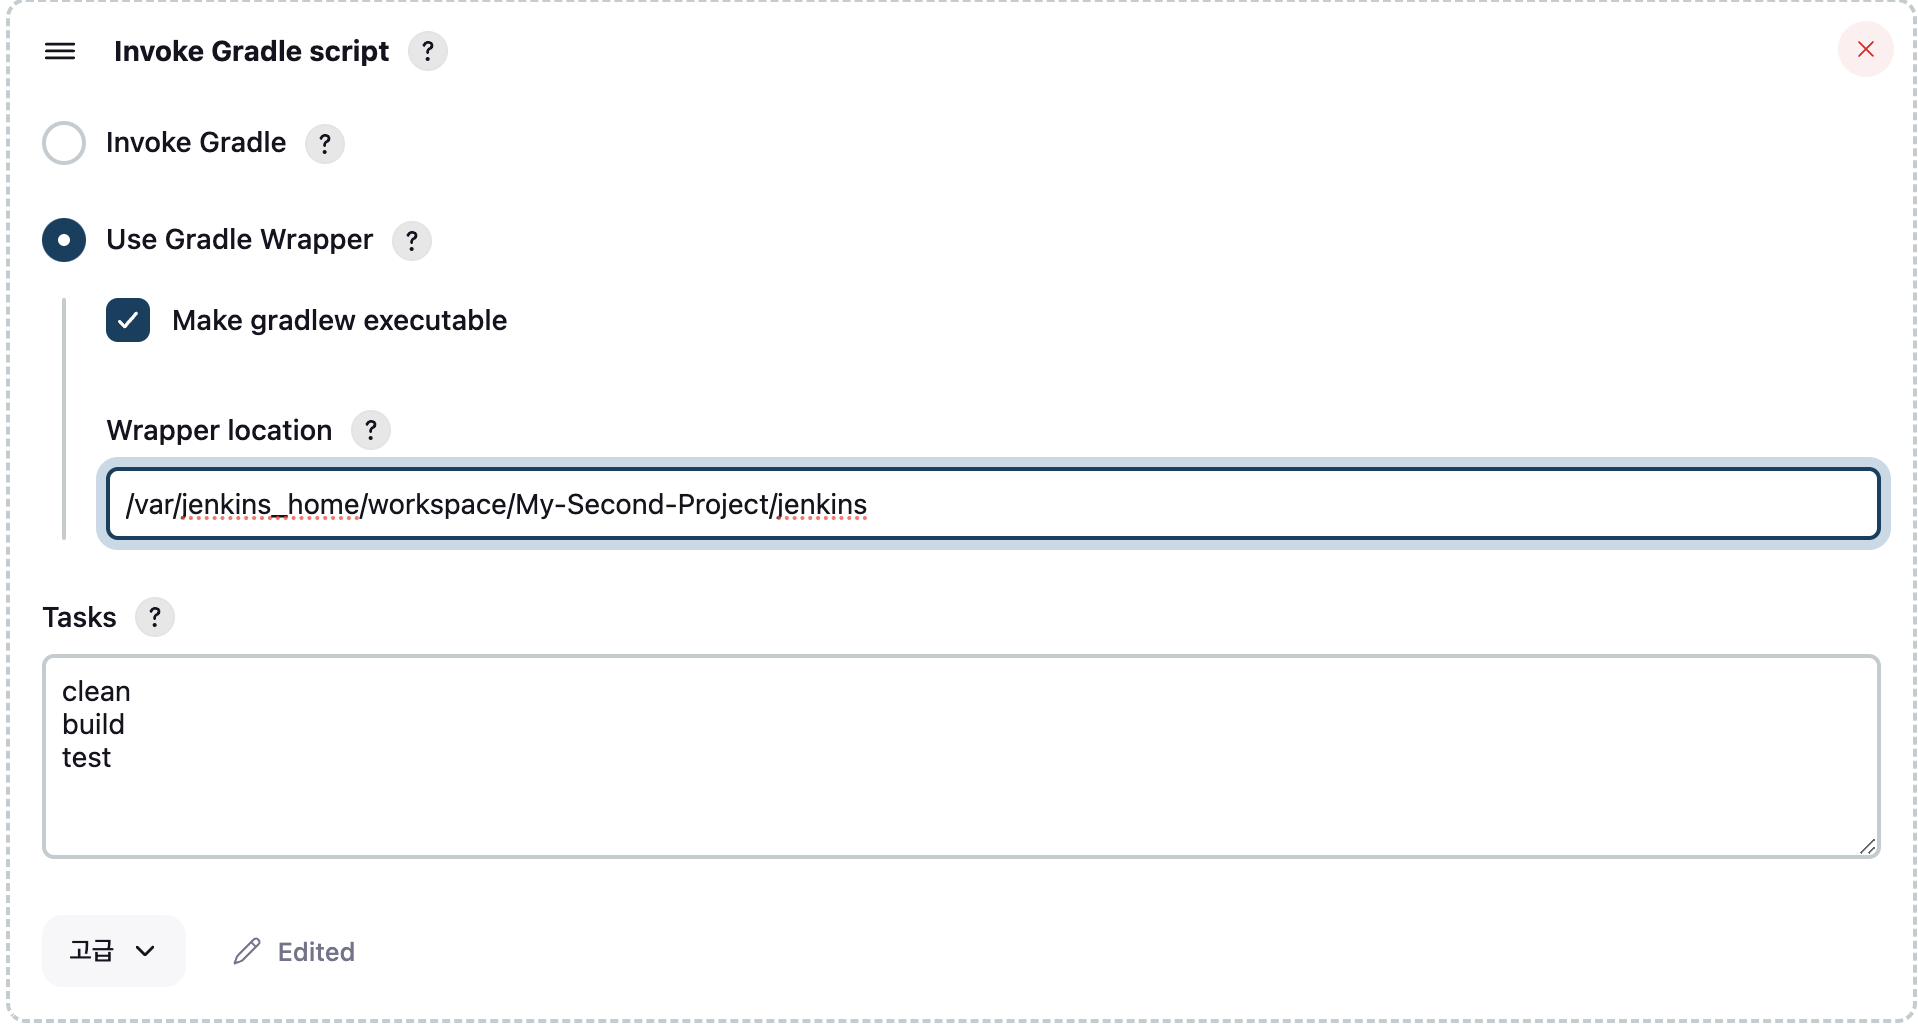 Invoke Gradle script ?
Invoke Gradle ?
Use Gradle Wrapper ?
Make gradlew executable
Wrapper location ?
/var/jenkins_home/workspace/My-Second-Project/jenkins
Tasks ?
clean
build
test
고급
Edited